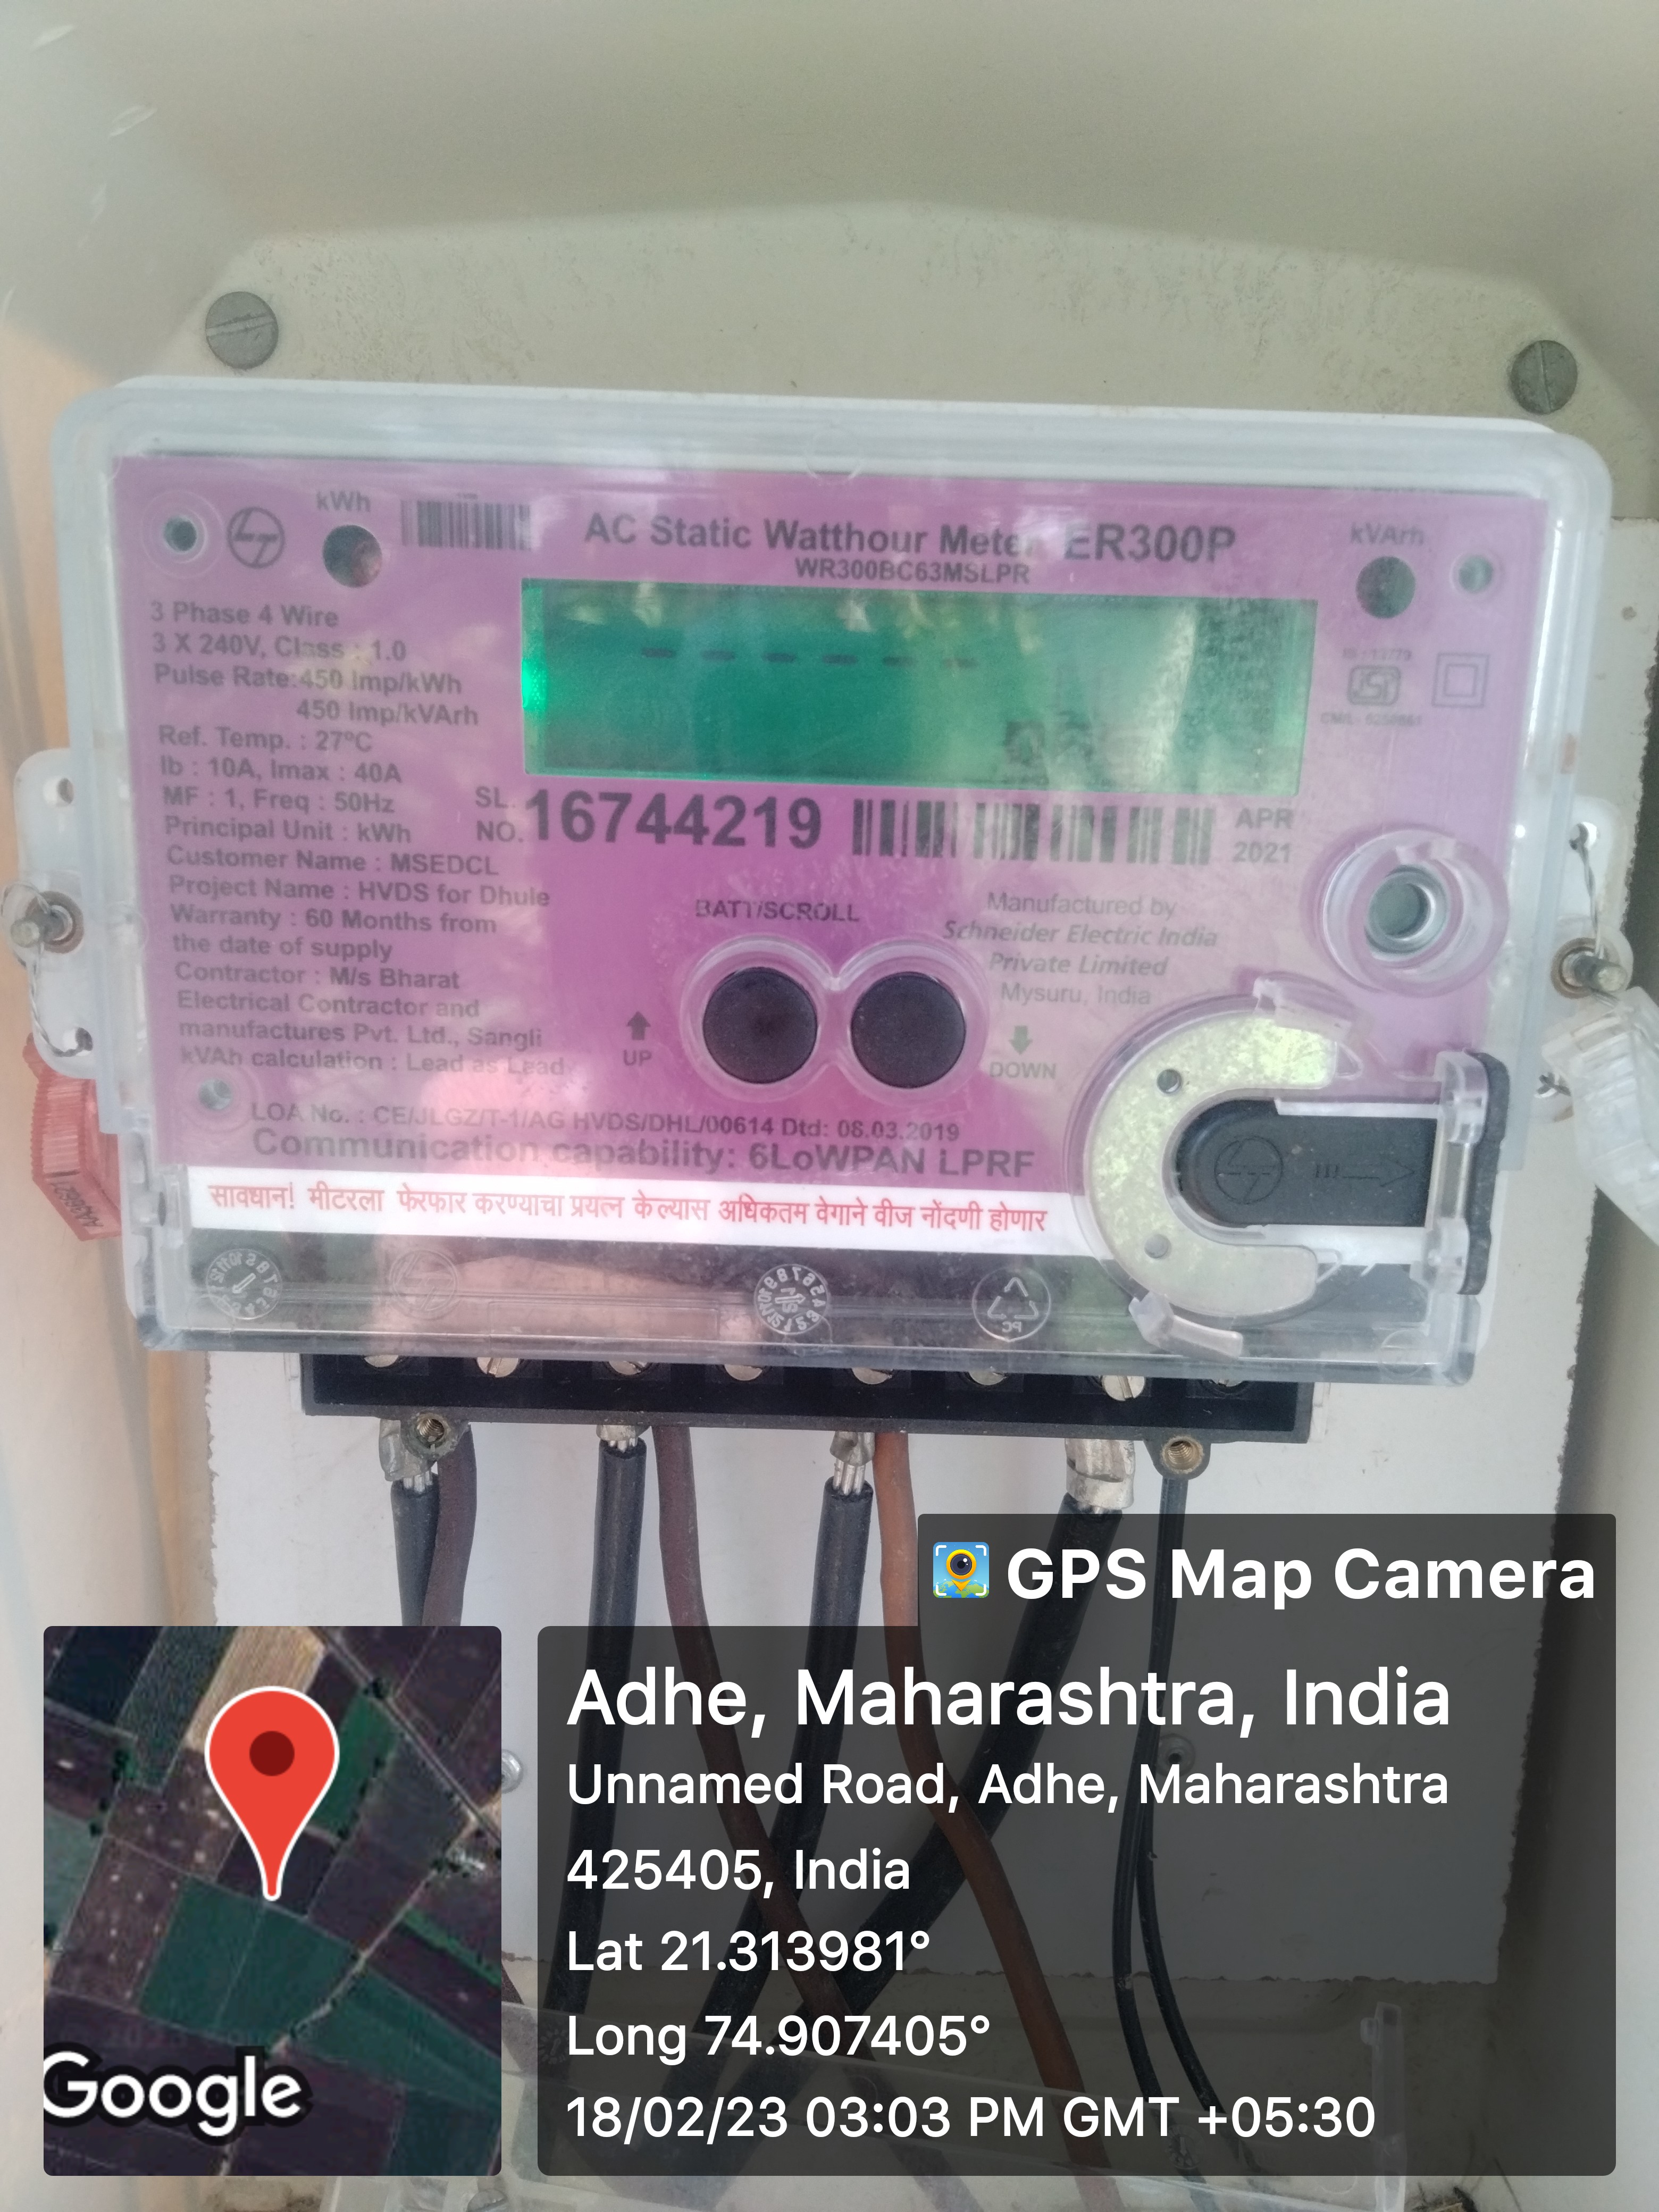 kWh
AC Static Watthour Meter ER300P
WR300BC63MSLPR
kVArh
3 Phase 4 Wire
3 X 240V, Class : 1.0
Pulse Rate:450 Imp/kWh
450 Imp/kVArh
Ref. Temp. : 27°C
Ib : 10A, Imax : 40A
MF : 1, Freq : 50Hz
Principal Unit : kWh
Customer Name : MSEDCL
Project Name : HVDS for Dhule
Warranty : 60 Months from
the date of supply
Contractor : M/s Bharat
Electrical Contractor and
manufactures Pvt. Ltd., Sangli
kVAh calculation : Lead as Lead
------
IS : 13779
CM/L-
SL.
NO. 16744219
APR
2021
BATT/SCROLL
UP
DOWN
Manufactured by
Schneider Electric India
Private Limited
Mysuru, India
LOA No. : CE/JLGZ/T-1/AG HVDS/DHL/00614 Dtd: 08.03.2019
Communication capability: 6LoWPAN LPRF
सावधान! मीटरला फेरफार करण्याचा प्रयत्न केल्यास अधिकतम वेगाने वीज नोंदणी होणार
PC
GPS Map Camera
Adhe, Maharashtra, India
Unnamed Road, Adhe, Maharashtra
425405, India
Lat 21.313981°
Long 74.907405°
18/02/23 03:03 PM GMT +05:30
Google